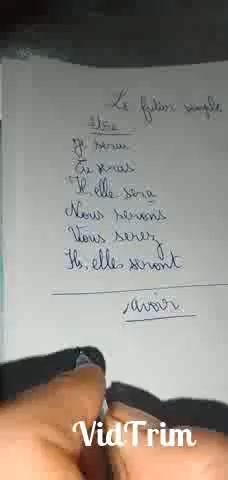 Le futur simple
être
Je serai
Tu seras
Il, elle sera
Nous serons
Vous serez
Ils, elles seront
avoir
VidTrim